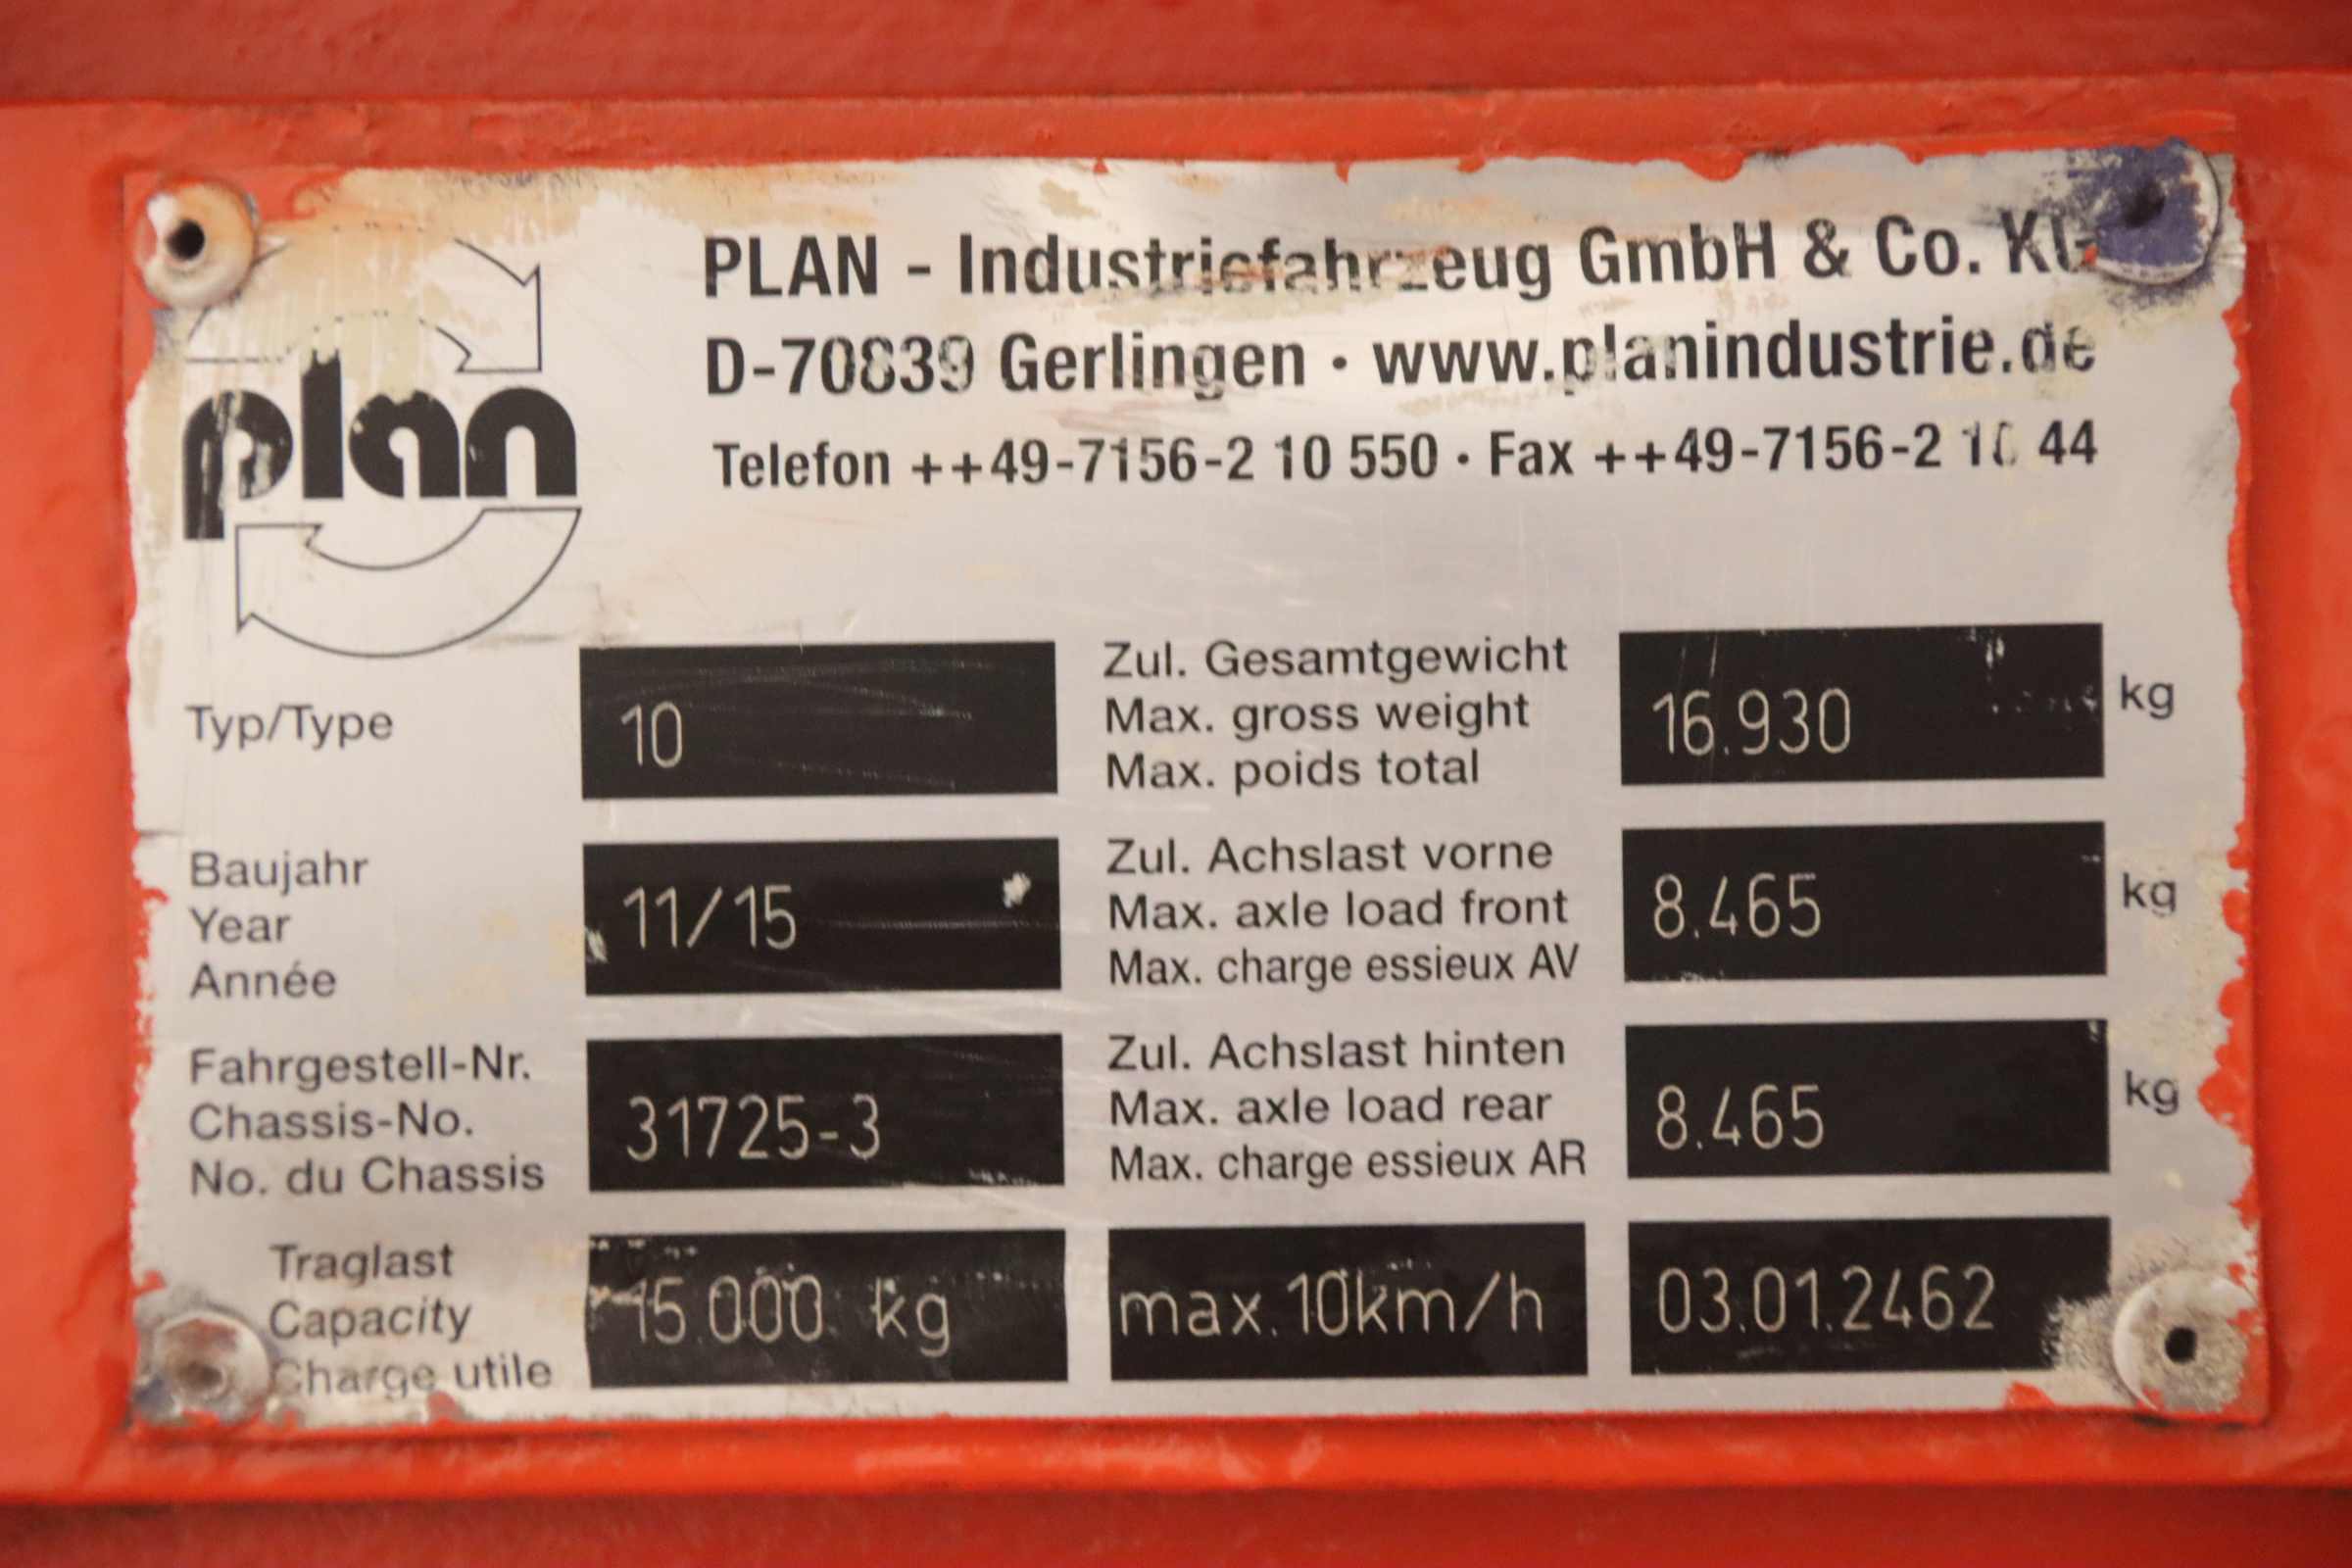 PLAN - Industriefahrzeug GmbH & Co. KG
D-70839 Gerlingen · www.planindustrie.de
plan
Telefon ++49-7156-2 10 550 · Fax ++49-7156-2 10 44
Typ/Type
10
Zul. Gesamtgewicht
Max. gross weight
Max. poids total
16.930
kg
Baujahr
Year
Année
11/15
Zul. Achslast vorne
Max. axle load front
Max. charge essieux AV
8.465
kg
Fahrgestell-Nr.
Chassis-No.
No. du Chassis
31725-3
Zul. Achslast hinten
Max. axle load rear
Max. charge essieux AR
8.465
kg
Traglast
Capacity
Charge utile
15.000 kg
max.10km/h
03.01.2462